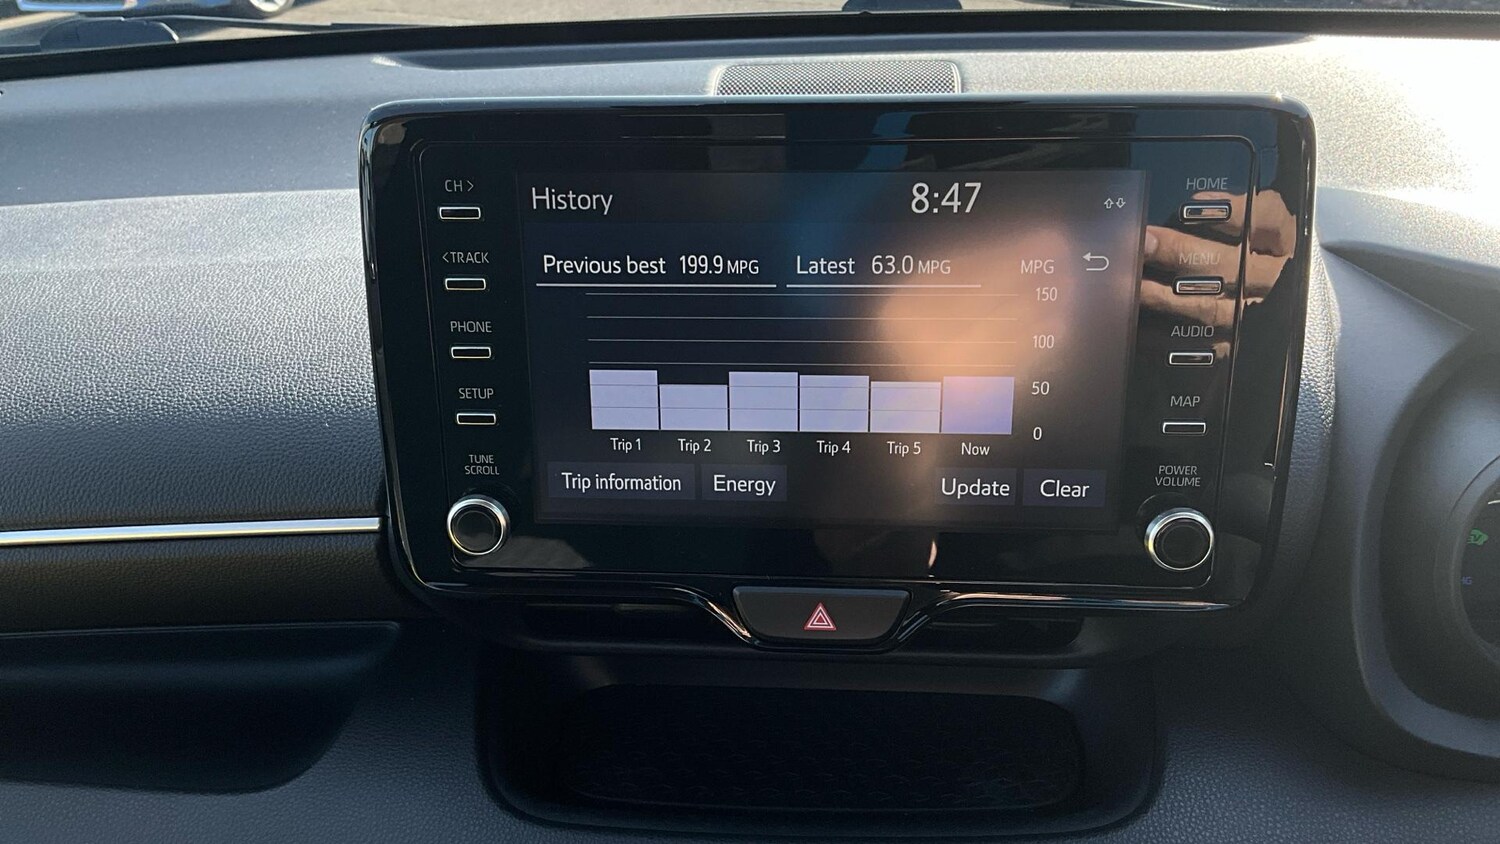 CH >
<TRACK
PHONE
SETUP
TUNE
SCROLL
History 8:47
Previous best 199.9 MPG Latest 63.0 MPG MPG
150
100
50
0
Trip 1 Trip 2 Trip 3 Trip 4 Trip 5 Now
Trip information Energy Update Clear
HOME
MENU
AUDIO
MAP
POWER
VOLUME